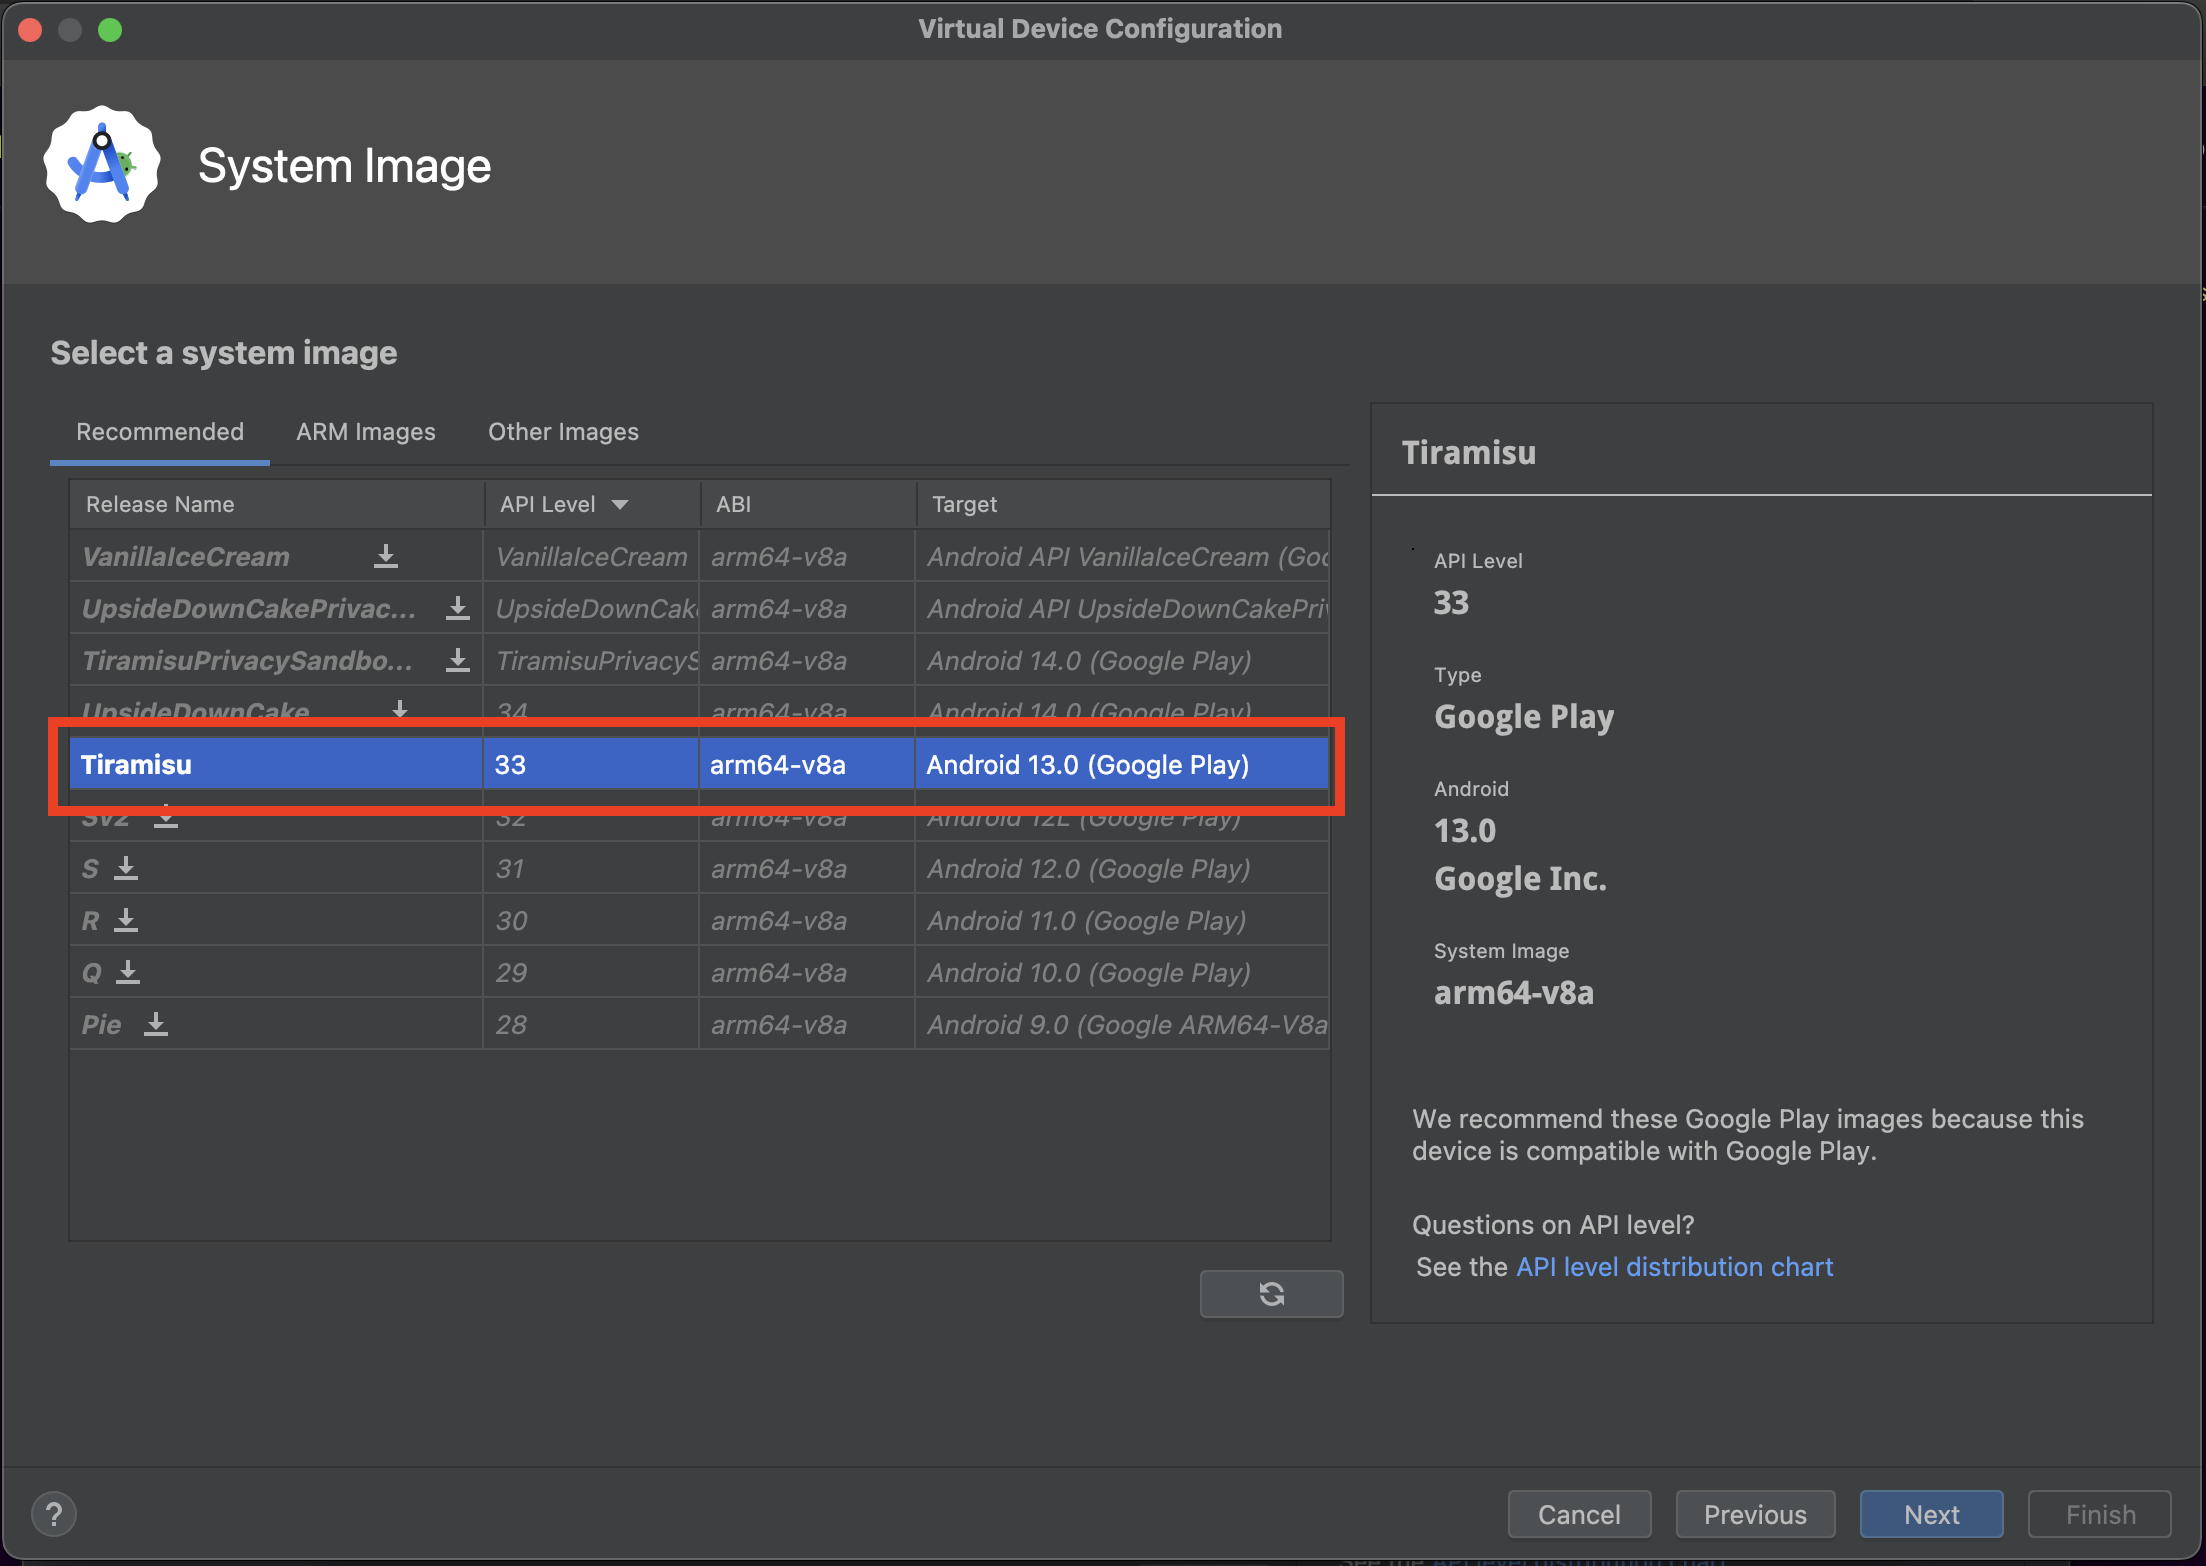 Virtual Device Configuration
System Image
Select a system image
Recommended ARM Images Other Images
Release Name API Level ABI Target
VanillaIceCream VanillaIceCream arm64-v8a Android API VanillaIceCream (Goo
UpsideDownCakePrivac... UpsideDownCak arm64-v8a Android API UpsideDownCakePri
TiramisuPrivacySandbo... TiramisuPrivacyS arm64-v8a Android 14.0 (Google Play)
UpsideDownCake 34 arm64-v8a Android 14.0 (Google Play)
Tiramisu 33 arm64-v8a Android 13.0 (Google Play)
Sv2 32 arm64-v8a Android 12L (Google Play)
S 31 arm64-v8a Android 12.0 (Google Play)
R 30 arm64-v8a Android 11.0 (Google Play)
Q 29 arm64-v8a Android 10.0 (Google Play)
Pie 28 arm64-v8a Android 9.0 (Google ARM64-V8a
Tiramisu
API Level
33
Type
Google Play
Android
13.0
Google Inc.
System Image
arm64-v8a
We recommend these Google Play images because this
device is compatible with Google Play.
Questions on API level?
See the API level distribution chart
? Cancel Previous Next Finish